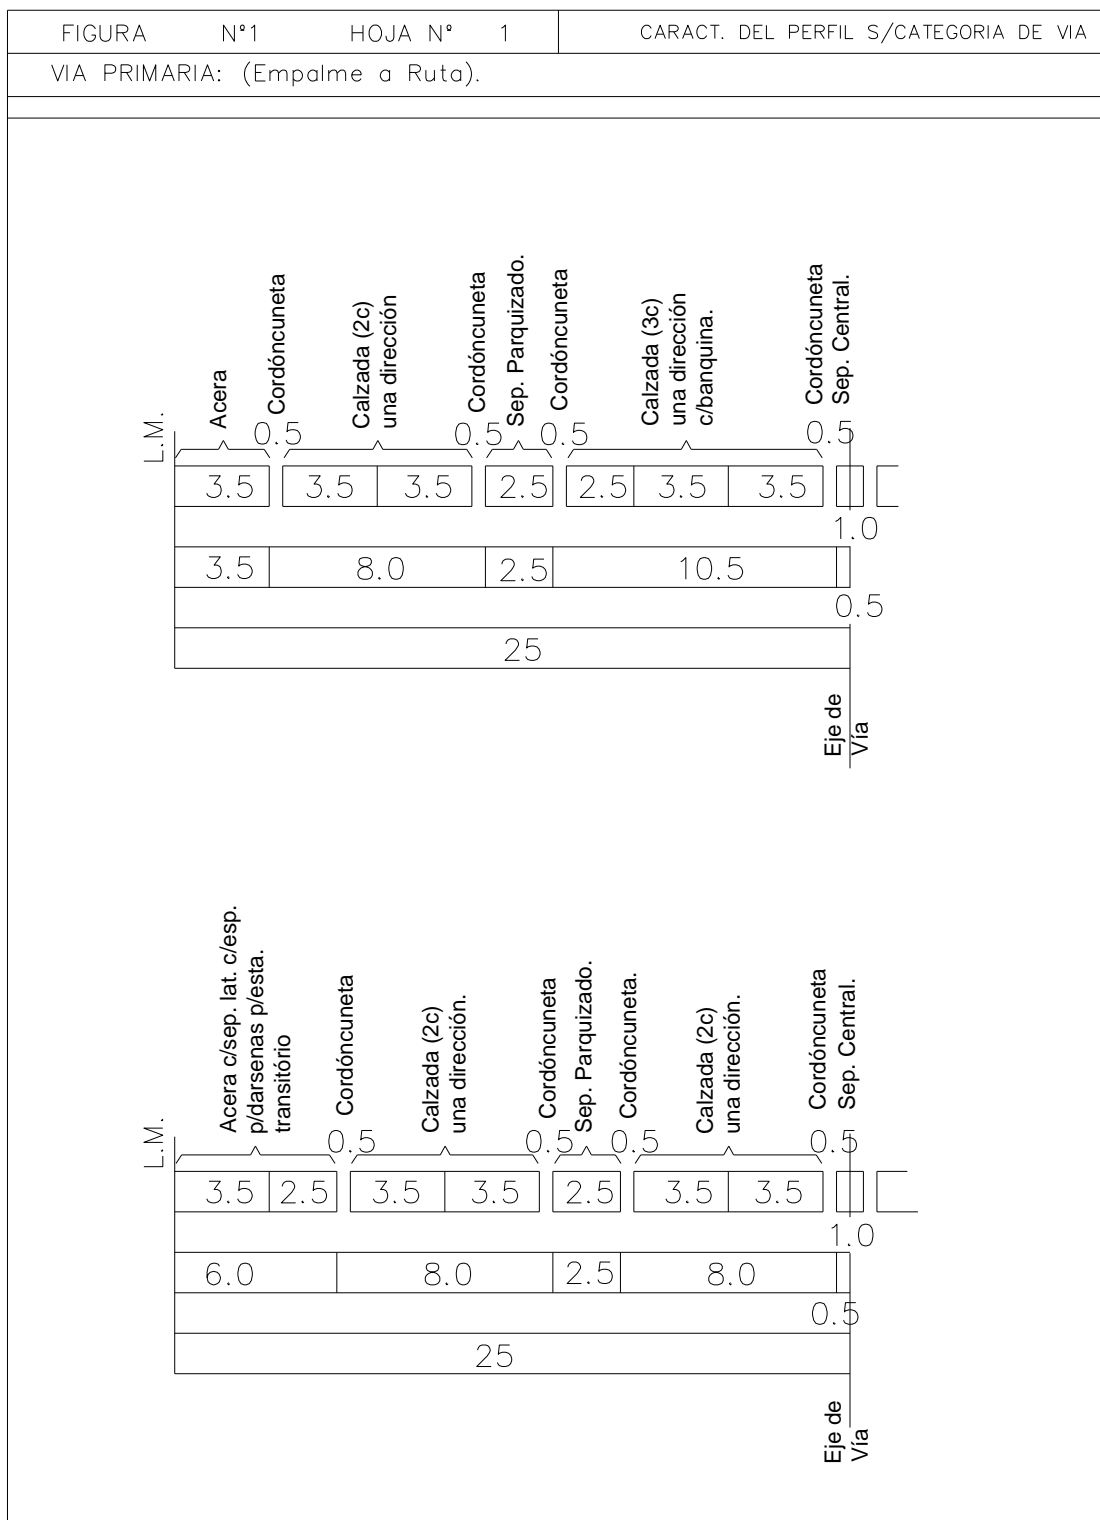 FIGURA N°1 HOJA N° 1 CARACT. DEL PERFIL S/CATEGORIA DE VIA
VIA PRIMARIA: (Empalme a Ruta).
L.M.
Acera
Cordóncuneta
Calzada (2c)
una dirección
Cordóncuneta
Sep. Parquizado.
Cordóncuneta
Calzada (3c)
una dirección
c/banquina.
Cordóncuneta
Sep. Central.
0.5 0.5 0.5 0.5
3.5 3.5 3.5 2.5 2.5 3.5 3.5
1.0
3.5 8.0 2.5 10.5
0.5
25
Eje de
Vía
L.M.
Acera c/sep. lat. c/esp.
p/darsenas p/esta.
transitório
Cordóncuneta
Calzada (2c)
una dirección.
Cordóncuneta
Sep. Parquizado.
Cordóncuneta.
Calzada (2c)
una dirección.
Cordóncuneta
Sep. Central.
0.5 0.5 0.5 0.5
3.5 2.5 3.5 3.5 2.5 3.5 3.5
1.0
6.0 8.0 2.5 8.0
0.5
25
Eje de
Vía